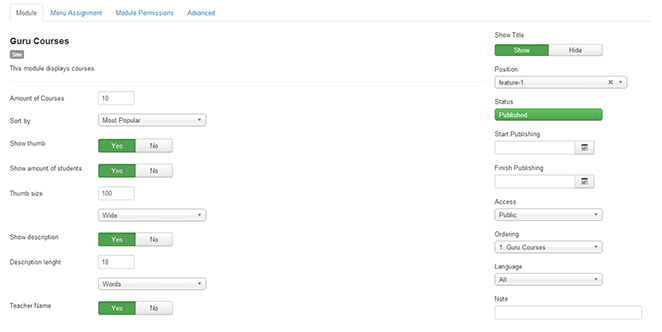 Module Menu Assignment Module Permissions Advanced
Guru Courses
Site
This module displays courses.
Amount of Courses 10
Sort by Most Popular
Show thumb Yes No
Show amount of students Yes No
Thumb size 100
Wide
Show description Yes No
Description lenght 18
Words
Teacher Name Yes No
Show Title
Show Hide
Position
feature-1
Status
Published
Start Publishing
Finish Publishing
Access
Public
Ordering
1. Guru Courses
Language
All
Note